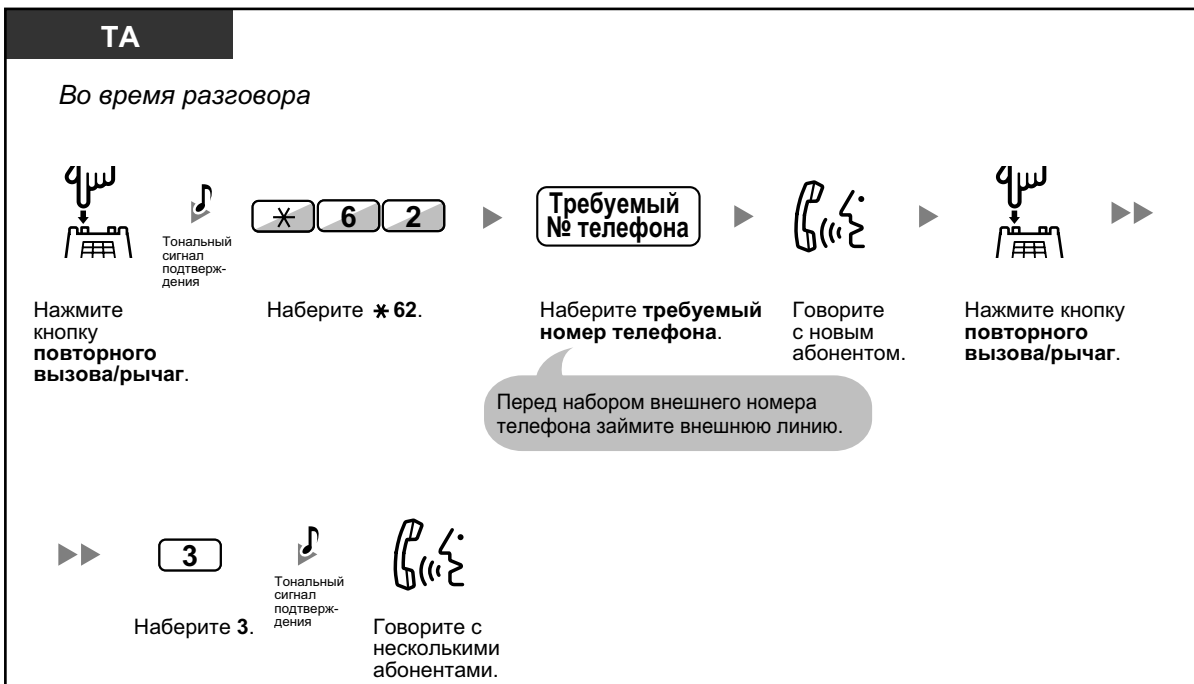 ТА
Во время разговора
Тональный
сигнал
подтверж-
дения
* 6 2
Требуемый
№ телефона
Нажмите
кнопку
повторного
вызова/рычаг.
Наберите * 62.
Наберите требуемый
номер телефона.
Говорите
с новым
абонентом.
Нажмите кнопку
повторного
вызова/рычаг.
Перед набором внешнего номера
телефона займите внешнюю линию.
3
Тональный
сигнал
подтверж-
дения
Наберите 3.
Говорите с
несколькими
абонентами.